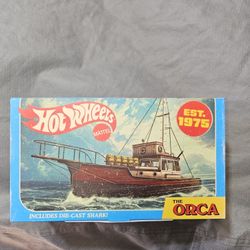 Hot Wheels
MATTEL
EST.
1975
INCLUDES DIE-CAST SHARK!
THE
ORCA